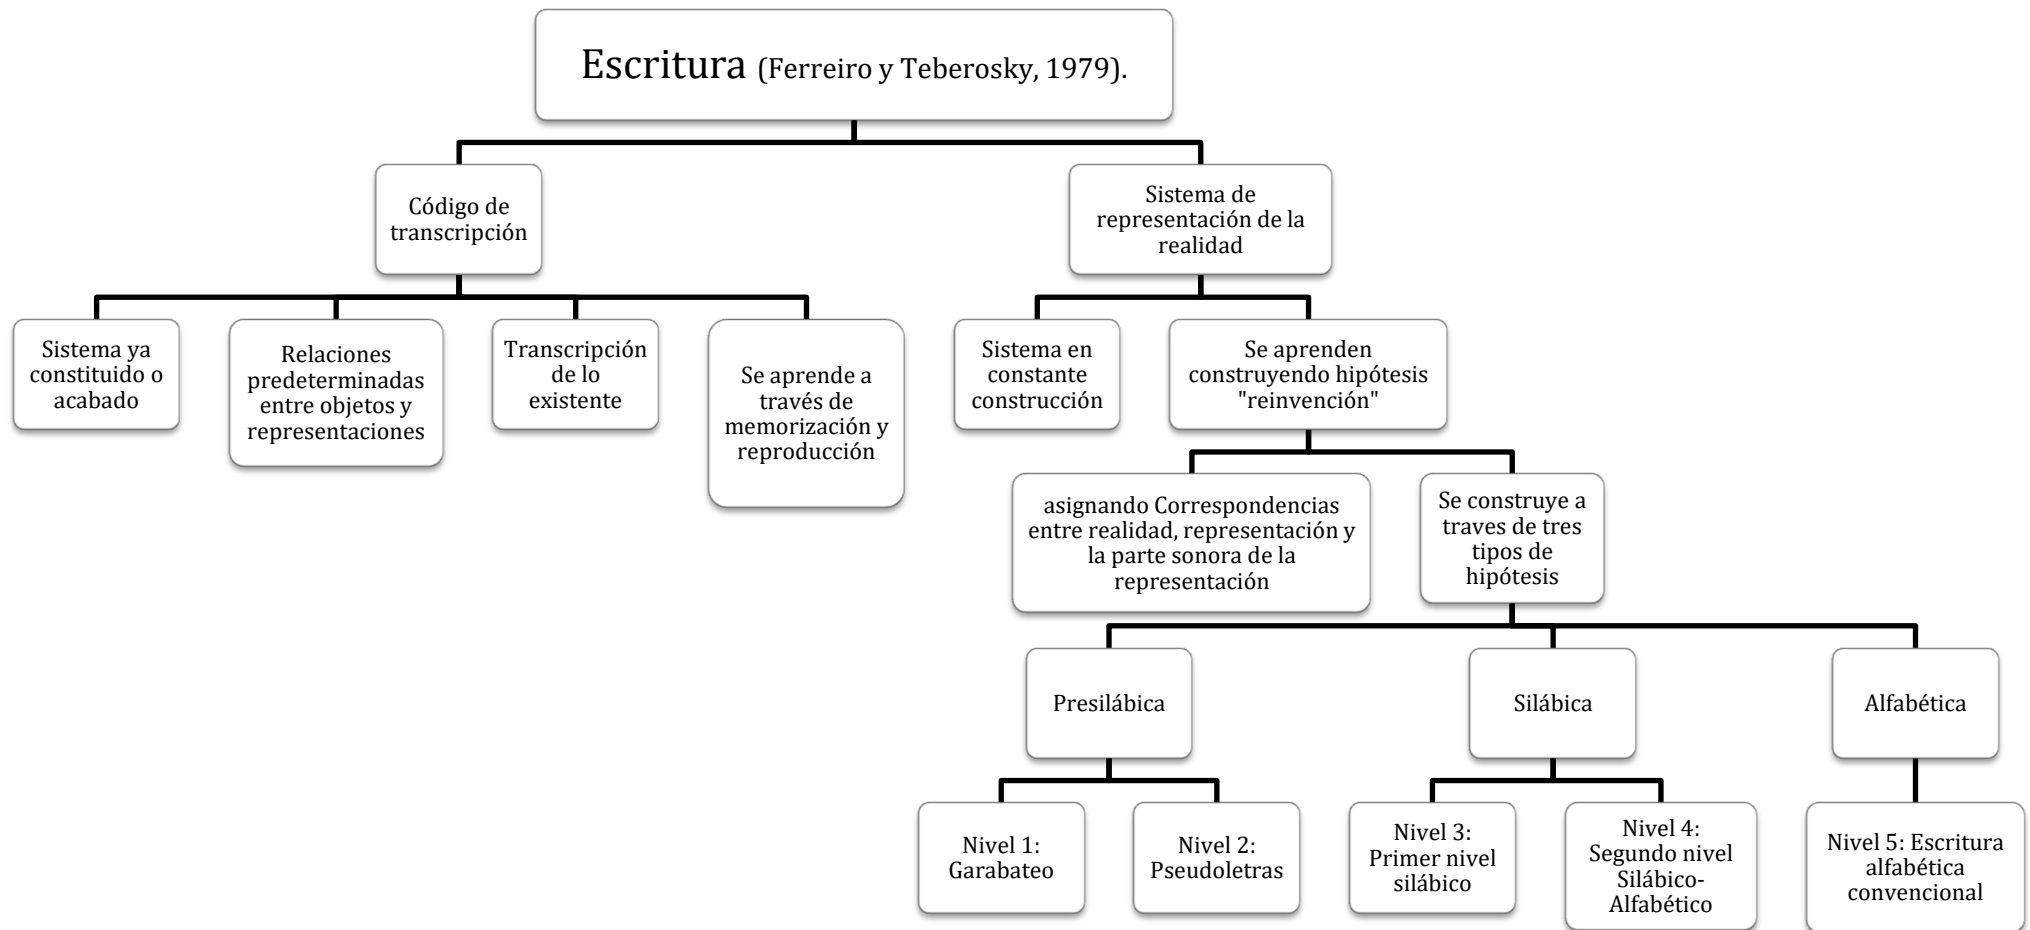 Escritura (Ferreiro y Teberosky, 1979).
Código de
transcripción
Sistema de
representación de la
realidad
Sistema ya
constituido o
acabado
Relaciones
predeterminadas
entre objetos y
representaciones
Transcripción
de lo
existente
Se aprende a
través de
memorización y
reproducción
Sistema en
constante
construcción
Se aprenden
construyendo hipótesis
"reinvención"
asignando Correspondencias
entre realidad, representación y
la parte sonora de la
representación
Se construye a
traves de tres
tipos de
hipótesis
Presilábica
Silábica
Alfabética
Nivel 1:
Garabateo
Nivel 2:
Pseudoletras
Nivel 3:
Primer nivel
silábico
Nivel 4:
Segundo nivel
Silábico-
Alfabético
Nivel 5: Escritura
alfabética
convencional